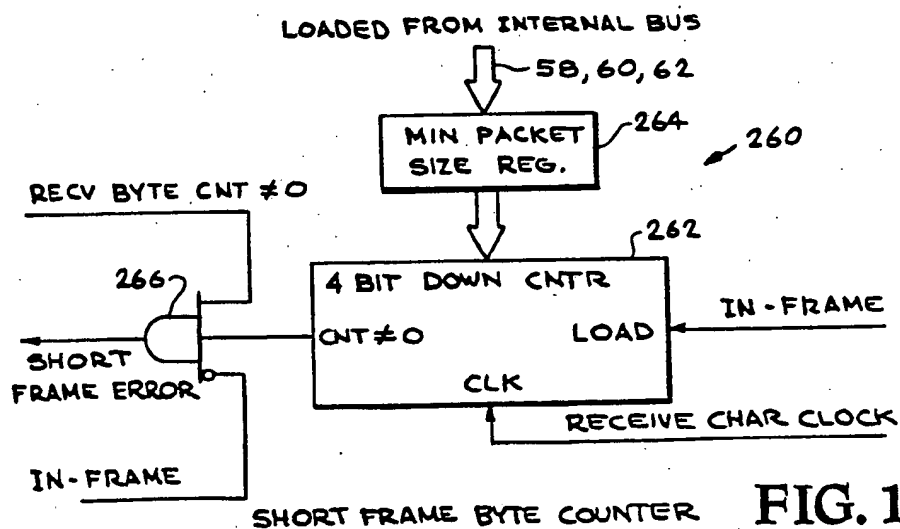 LOADED FROM INTERNAL BUS
58, 60, 62
MIN PACKET
SIZE REG.
264
260
RECV BYTE CNT ≠ 0
262
266
4 BIT DOWN CNTR
IN-FRAME
CNT ≠ 0
LOAD
SHORT
FRAME ERROR
CLK
RECEIVE CHAR CLOCK
IN-FRAME
SHORT FRAME BYTE COUNTER
FIG. 1